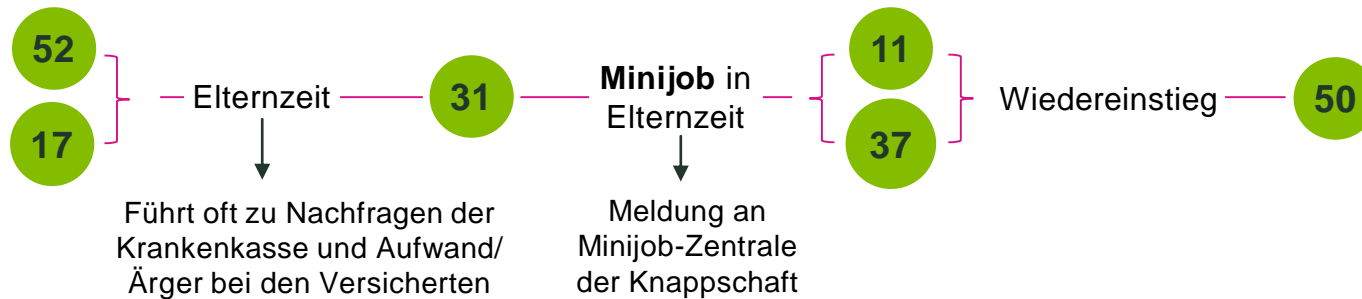 52
17
Elternzeit
31
Minijob in
Elternzeit
11
37
Wiedereinstieg
50
Führt oft zu Nachfragen der
Krankenkasse und Aufwand/
Ärger bei den Versicherten
Meldung an
Minijob-Zentrale
der Knappschaft